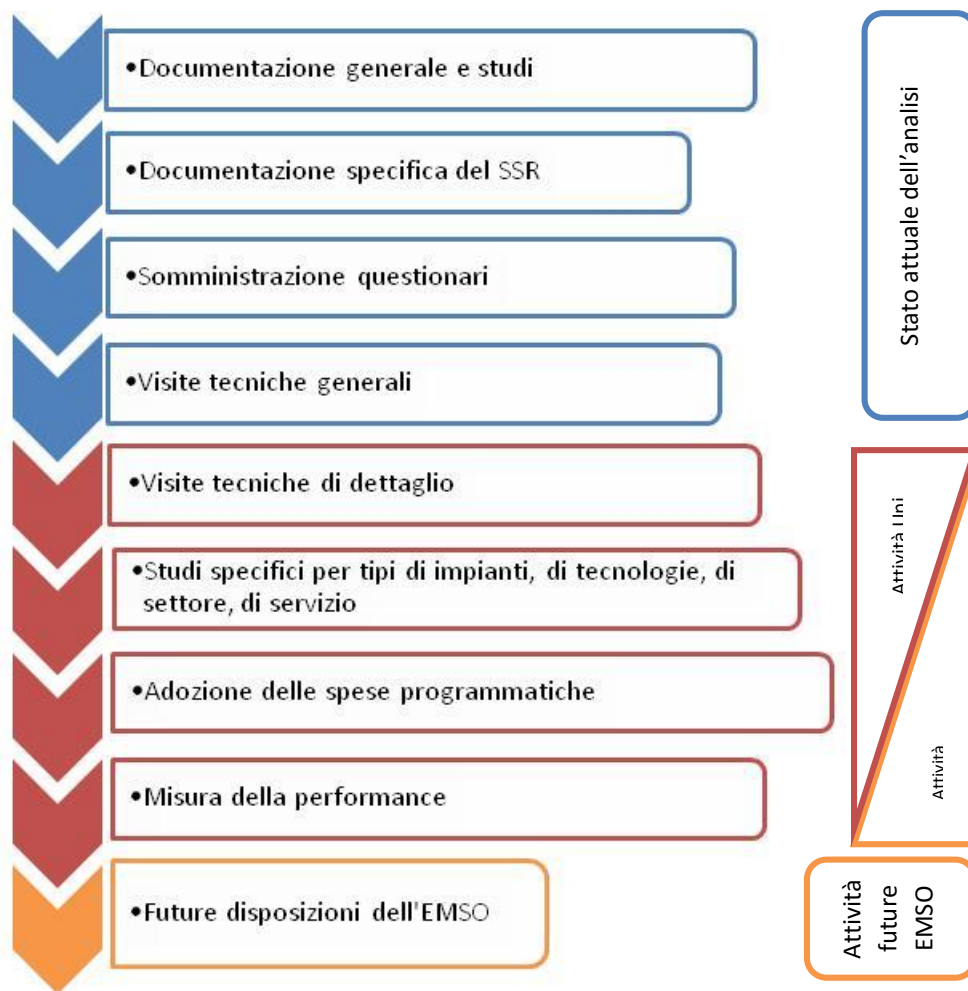 •Documentazione generale e studi
•Documentazione specifica del SSR
•Somministrazione questionari
•Visite tecniche generali
•Visite tecniche di dettaglio
•Studi specifici per tipi di impianti, di tecnologie, di
settore, di servizio
•Adozione delle spese programmatiche
•Misura della performance
•Future disposizioni dell'EMSO
Stato attuale dell'analisi
Attività Uni
Attività
Attività
future
EMSO